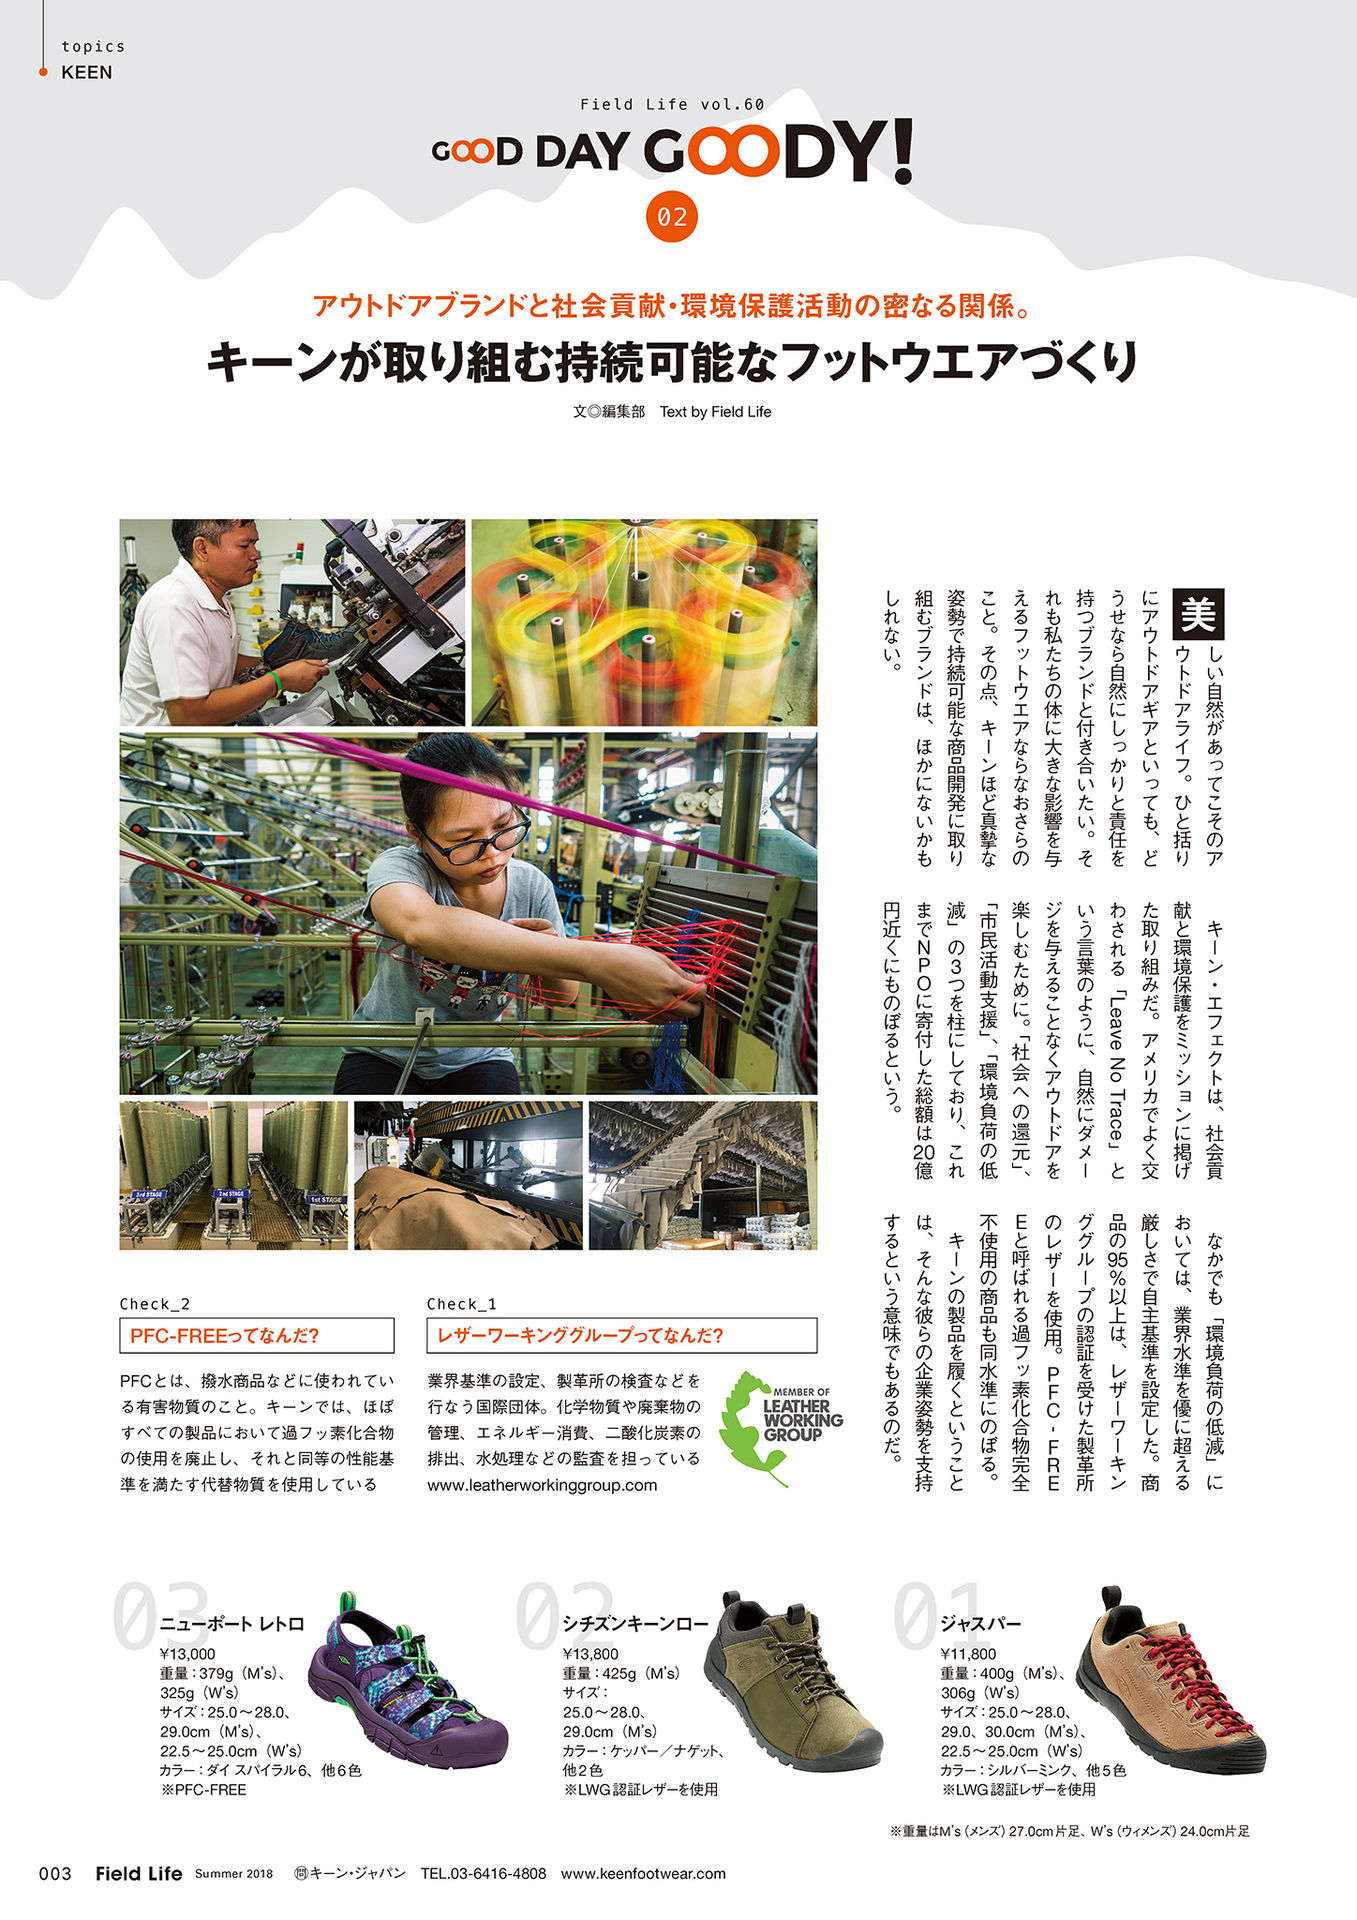 topics
KEEN
Field Life vol.60
GOOD DAY GOODY!
02
アウトドアブランドと社会貢献・環境保護活動の密なる関係。
キーンが取り組む持続可能なフットウエアづくり
文◎編集部　Text by Field Life
美しい自然があってこそのア
ウトドアライフ。ひと括り
にアウトドアギアといっても、ど
うせなら自然にしっかりと責任を
持つブランドと付き合いたい。そ
れも私たちの体に大きな影響を与
えるフットウエアならなおさらの
こと。その点、キーンほど真摯な
姿勢で持続可能な商品開発に取り
組むブランドは、ほかにないかも
しれない。
キーン・エフェクトは、社会貢
献と環境保護をミッションに掲げ
た取り組みだ。アメリカでよく交
わされる「Leave No Trace」と
いう言葉のように、自然にダメー
ジを与えることなくアウトドアを
楽しむために。「社会への還元」、
「市民活動支援」、「環境負荷の低
減」の3つを柱にしており、これ
までNPOに寄付した総額は20億
円近くにものぼるという。
なかでも「環境負荷の低減」に
おいては、業界水準を優に超える
厳しさで自主基準を設定した。商
品の95％以上は、レザーワーキン
ググループの認証を受けた製革所
のレザーを使用。PFC-FRE
Eと呼ばれる過フッ素化合物完全
不使用の商品も同水準にのぼる。
キーンの製品を履くということ
は、そんな彼らの企業姿勢を支持
するという意味でもあるのだ。
3rd STAGE
2nd STAGE
1st STAGE
Check_1
レザーワーキンググループってなんだ?
業界基準の設定、製革所の検査などを
行なう国際団体。化学物質や廃棄物の
管理、エネルギー消費、二酸化炭素の
排出、水処理などの監査を担っている
www.leatherworkinggroup.com
MEMBER OF
LEATHER
WORKING
GROUP
Check_2
PFC-FREEってなんだ?
PFCとは、撥水商品などに使われてい
る有害物質のこと。キーンでは、ほぼ
すべての製品において過フッ素化合物
の使用を廃止し、それと同等の性能基
準を満たす代替物質を使用している
01
ジャスパー
¥11,800
重量：400g（M's）、
306g（W's）
サイズ：25.0～28.0、
29.0、30.0cm（M's）、
22.5～25.0cm（W's）
カラー：シルバーミンク、他5色
※LWG認証レザーを使用
02
シチズンキーンロー
¥13,800
重量：425g（M's）
サイズ：
25.0～28.0、
29.0cm（M's）
カラー：ケッパー／ナゲット、
他2色
※LWG認証レザーを使用
03
ニューポート レトロ
¥13,000
重量：379g（M's）、
325g（W's）
サイズ：25.0～28.0、
29.0cm（M's）、
22.5～25.0cm（W's）
カラー：ダイ スパイラル6、他6色
※PFC-FREE
※重量はM's（メンズ）27.0cm片足、W's（ウィメンズ）24.0cm片足
003 Field Life Summer 2018 ㉄キーン・ジャパン TEL.03-6416-4808 www.keenfootwear.com